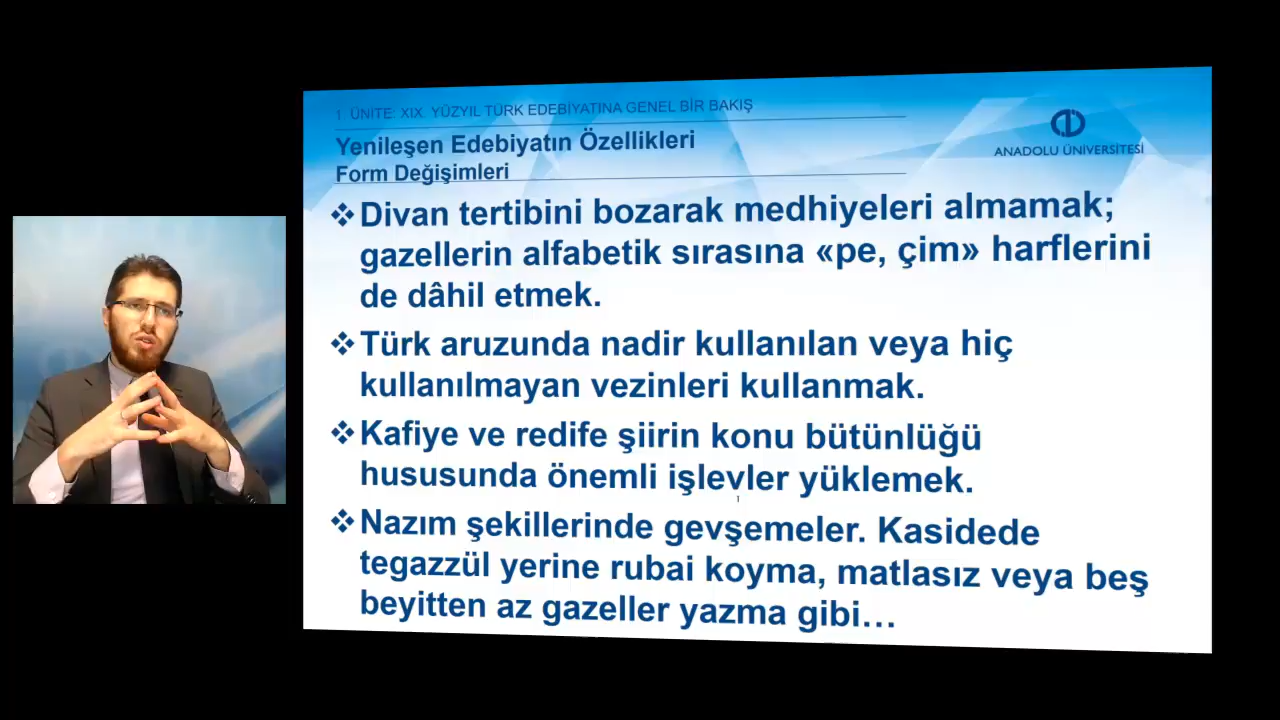 1. ÜNİTE: XIX. YÜZYIL TÜRK EDEBİYATINA GENEL BİR BAKIŞ
Yenileşen Edebiyatın Özellikleri
Form Değişimleri
ANADOLU ÜNİVERSİTESİ
❖Divan tertibini bozarak medhiyeleri almamak;
gazellerin alfabetik sırasına «pe, çim» harflerini
de dâhil etmek.
❖Türk aruzunda nadir kullanılan veya hiç
kullanılmayan vezinleri kullanmak.
❖Kafiye ve redife şiirin konu bütünlüğü
hususunda önemli işlevler yüklemek.
❖Nazım şekillerinde gevşemeler. Kasidede
tegazzül yerine rubai koyma, matlasız veya beş
beyitten az gazeller yazma gibi…